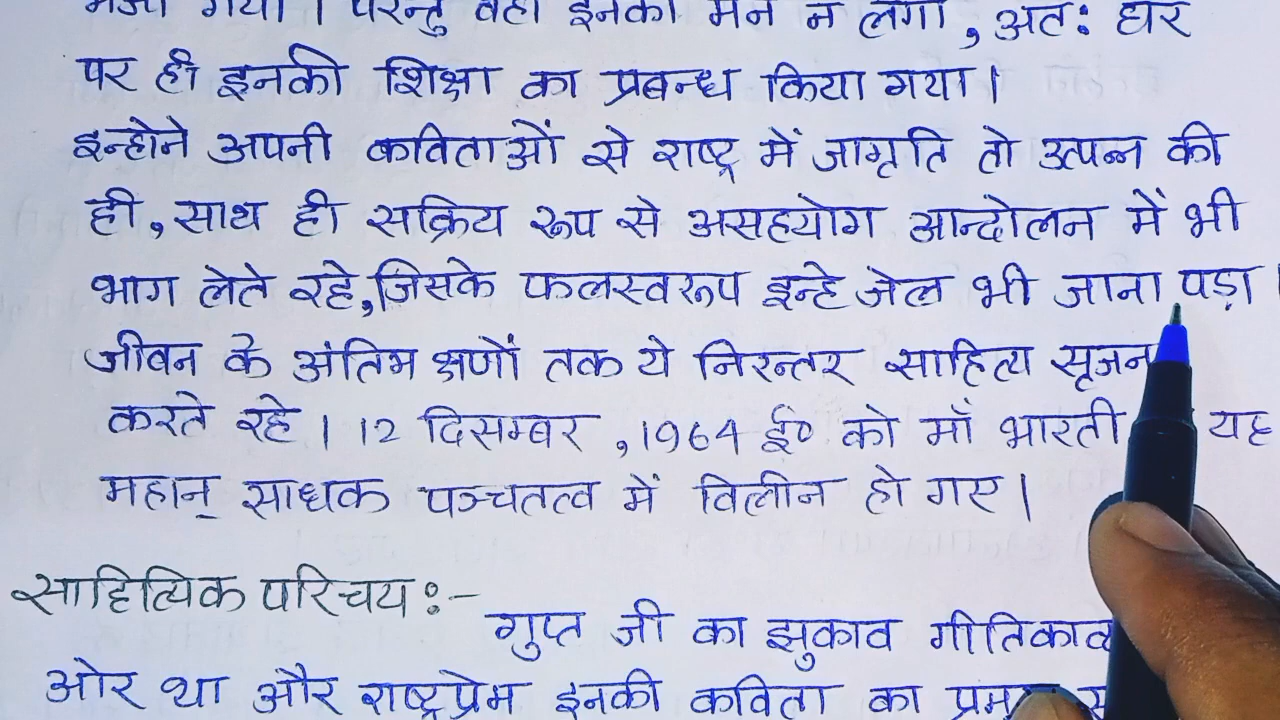 गया । परन्तु वहाँ इनका मन न लगा , अतः घर
पर ही इनकी शिक्षा का प्रबन्ध किया गया ।
इन्होने अपनी कविताओं से राष्ट्र में जागृति तो उत्पन्न की
ही, साथ ही सक्रिय रूप से असहयोग आन्दोलन में भी
भाग लेते रहे, जिसके फलस्वरूप इन्हे जेल भी जाना पड़ा ।
जीवन के अंतिम क्षणों तक ये निरन्तर साहित्य सृजन
करते रहे । 12 दिसम्बर , 1964 ई० को माँ भारती यह
महान् साधक पञ्चतत्व में विलीन हो गए ।
साहित्यिक परिचय :-
गुप्त जी का झुकाव
ओर था और राष्ट्रप्रेम इनकी कविता का